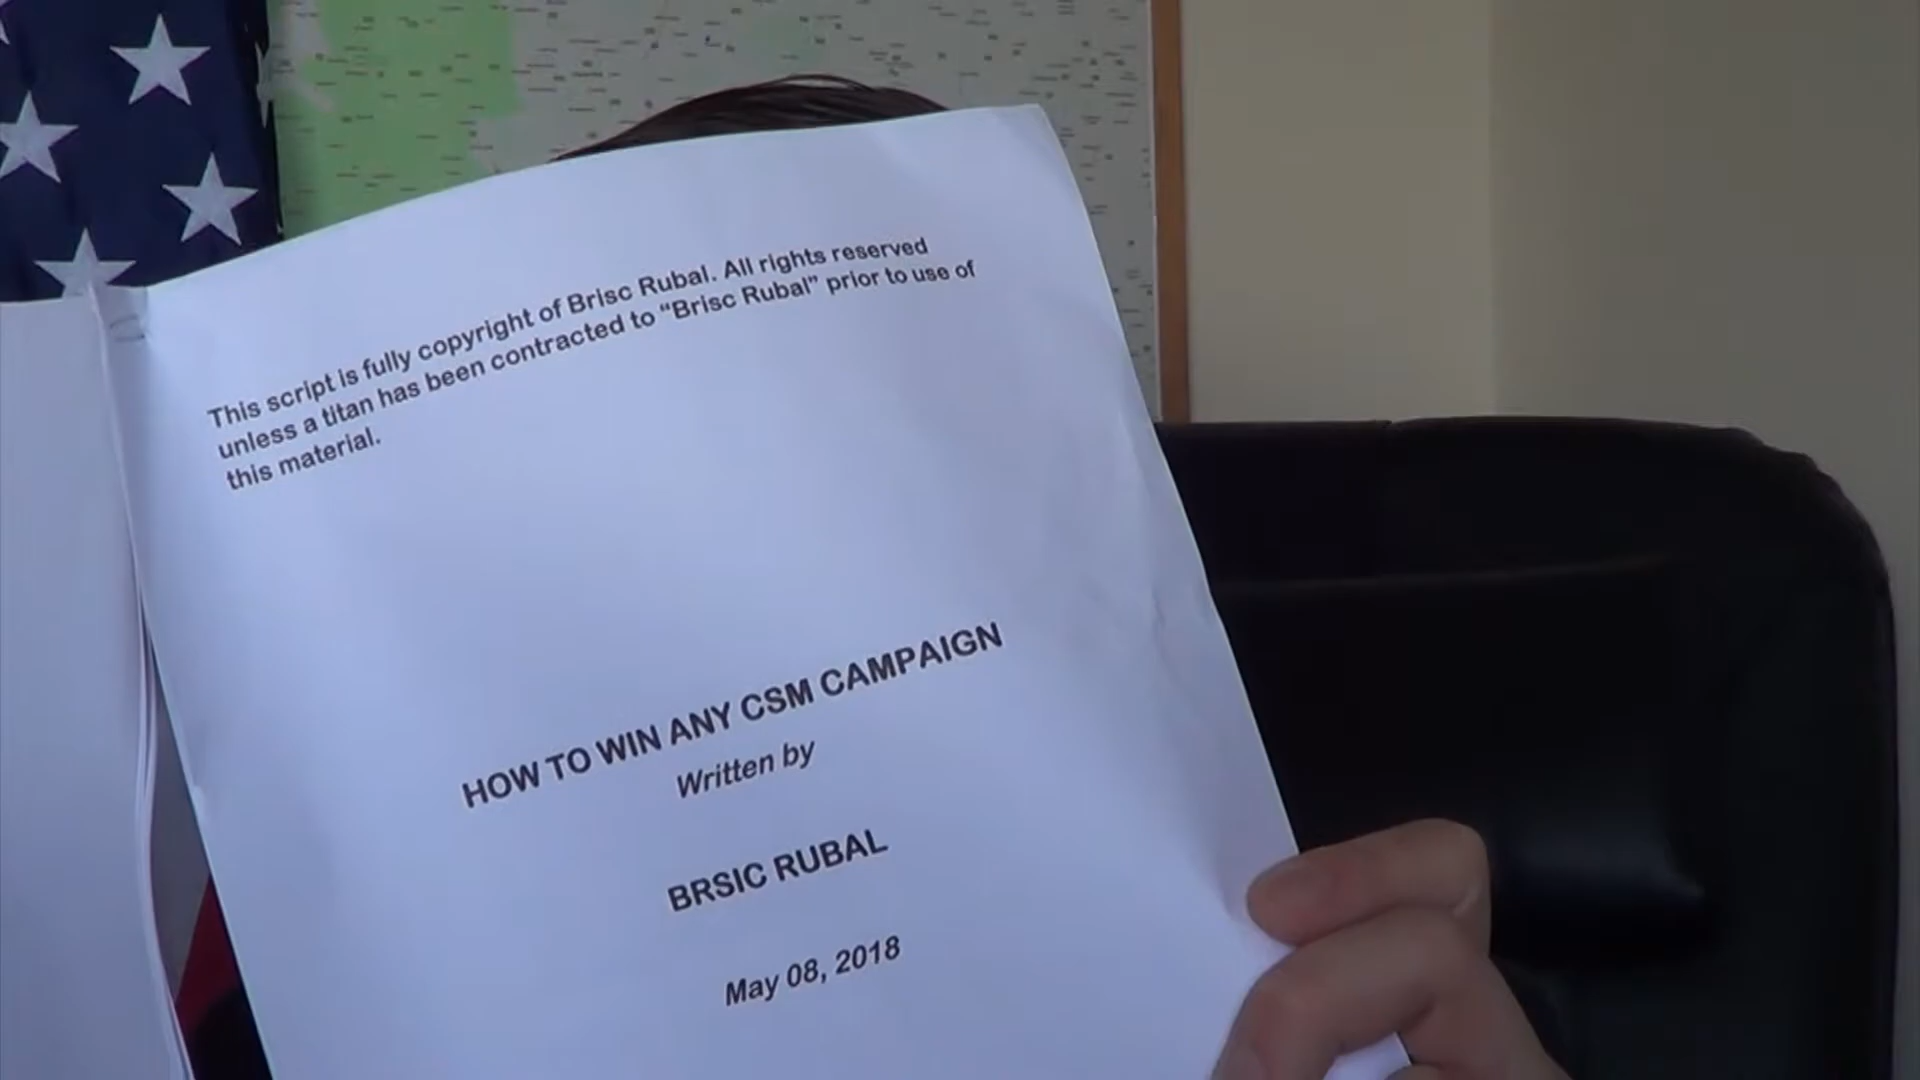 This script is fully copyright of Brisc Rubal. All rights reserved
unless a titan has been contracted to “Brisc Rubal” prior to use of
this material.
HOW TO WIN ANY CSM CAMPAIGN
Written by
BRSIC RUBAL
May 08, 2018